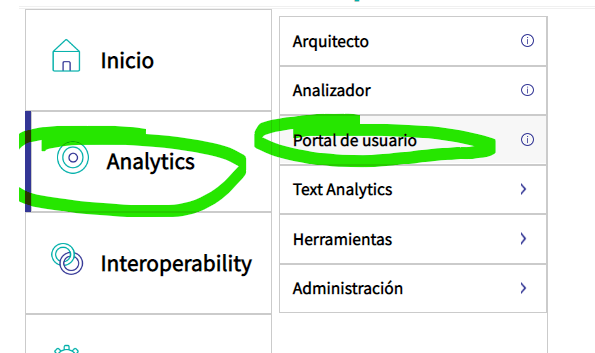 Inicio
Analytics
Interoperability
Arquitecto
Analizador
Portal de usuario
Text Analytics
Herramientas
Administración